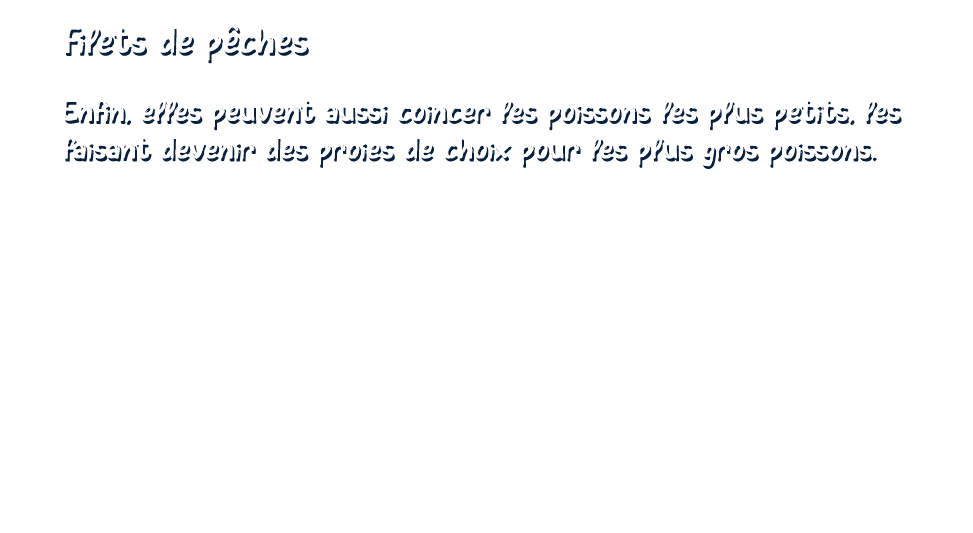 Filets de pêches
Enfin, elles peuvent aussi coincer les poissons les plus petits, les
faisant devenir des proies de choix pour les plus gros poissons.